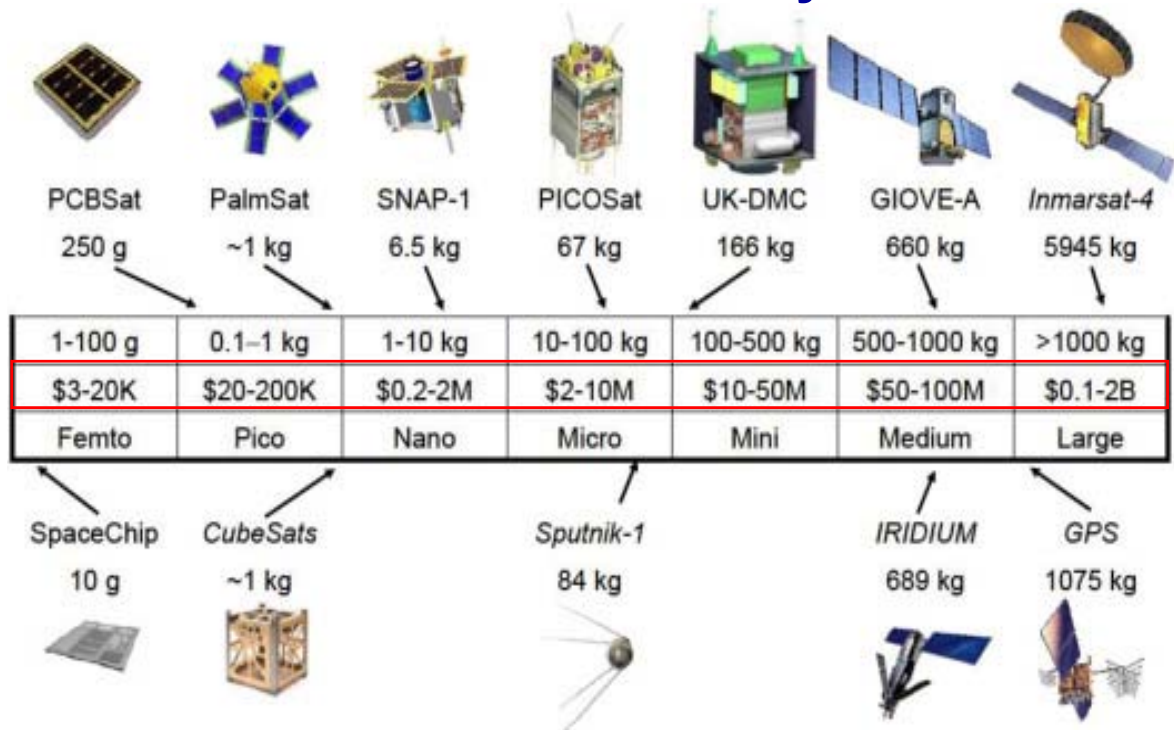 PCBSat PalmSat SNAP-1 PICOSat UK-DMC GIOVE-A Inmarsat-4
250 g ~1 kg 6.5 kg 67 kg 166 kg 660 kg 5945 kg
1-100 g 0.1–1 kg 1-10 kg 10-100 kg 100-500 kg 500-1000 kg >1000 kg
$3-20K $20-200K $0.2-2M $2-10M $10-50M $50-100M $0.1-2B
Femto Pico Nano Micro Mini Medium Large
SpaceChip CubeSats Sputnik-1 IRIDIUM GPS
10 g ~1 kg 84 kg 689 kg 1075 kg